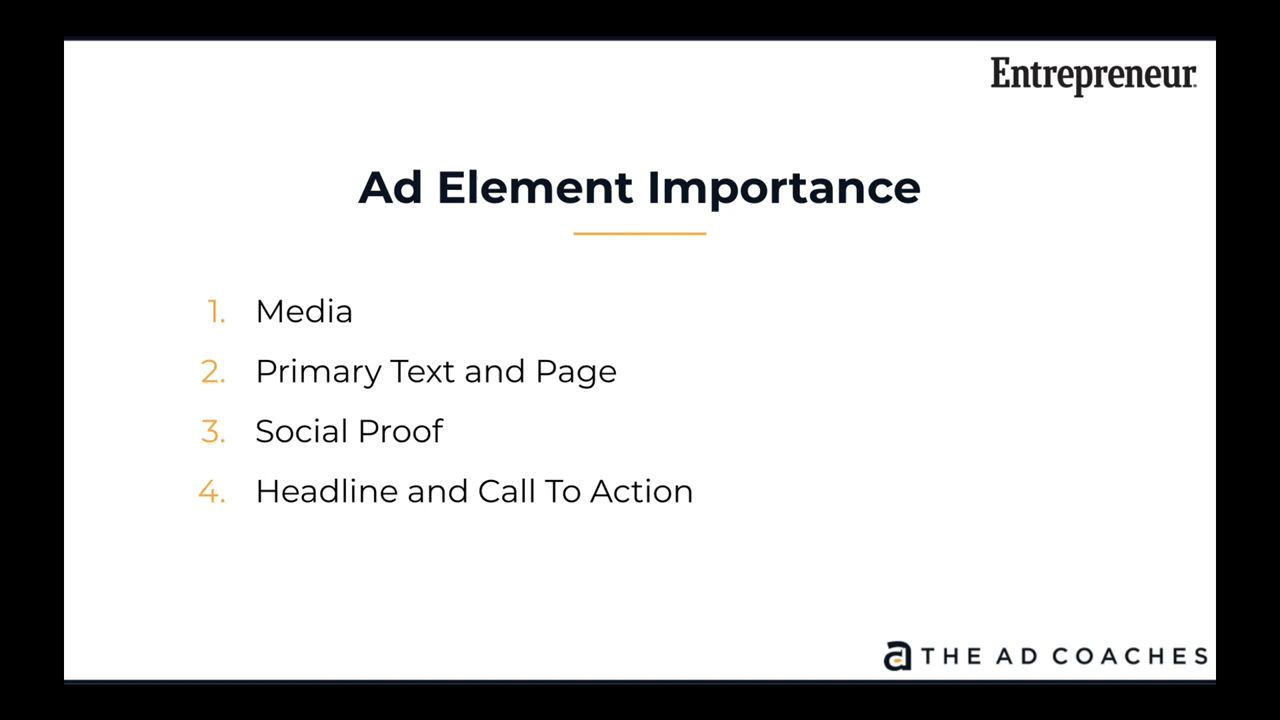 Entrepreneur.
Ad Element Importance
1. Media
2. Primary Text and Page
3. Social Proof
4. Headline and Call To Action
THE AD COACHES